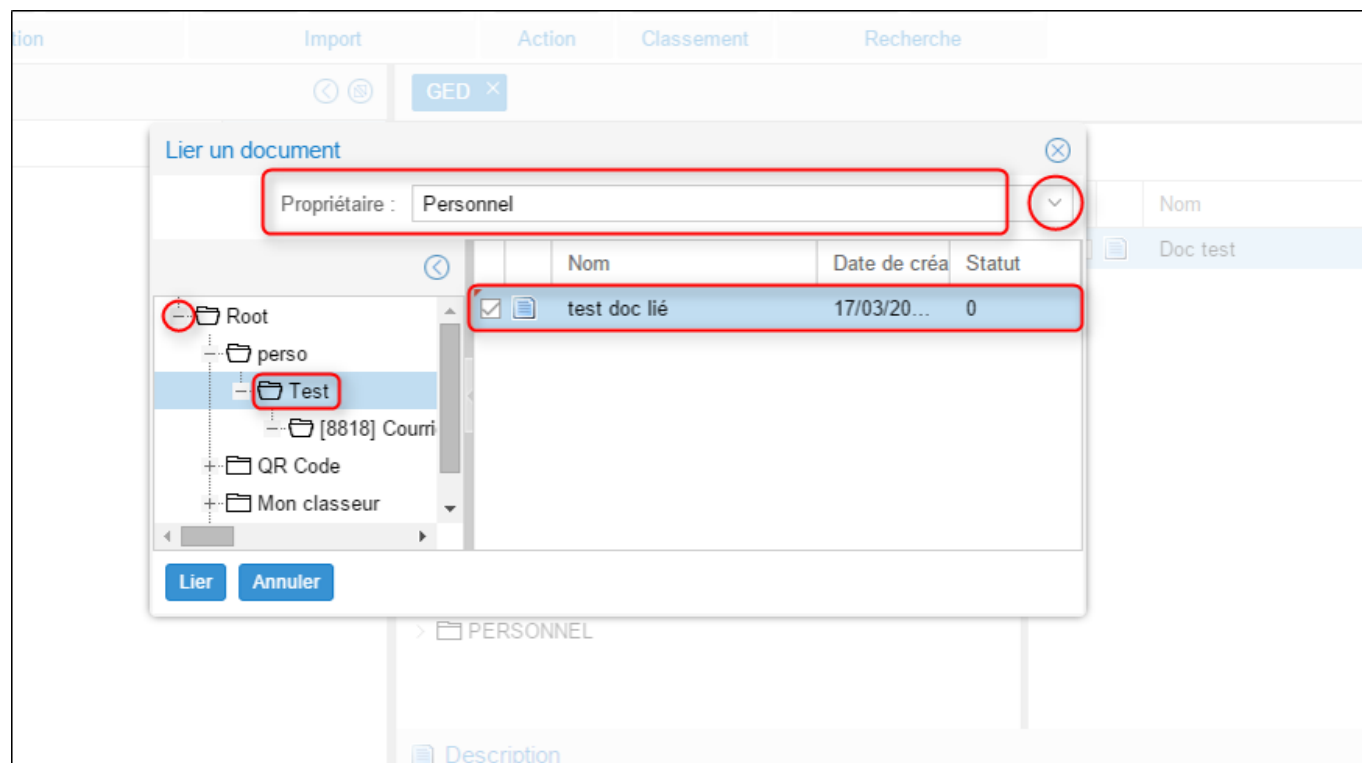 tion Import Action Classement Recherche
GED
Lier un document
Propriétaire : Personnel
Nom
Nom Date de créa Statut
Doc test
test doc lié 17/03/20... 0
Root
perso
Test
[8818] Courri
QR Code
Mon classeur
Lier Annuler
PERSONNEL
Description